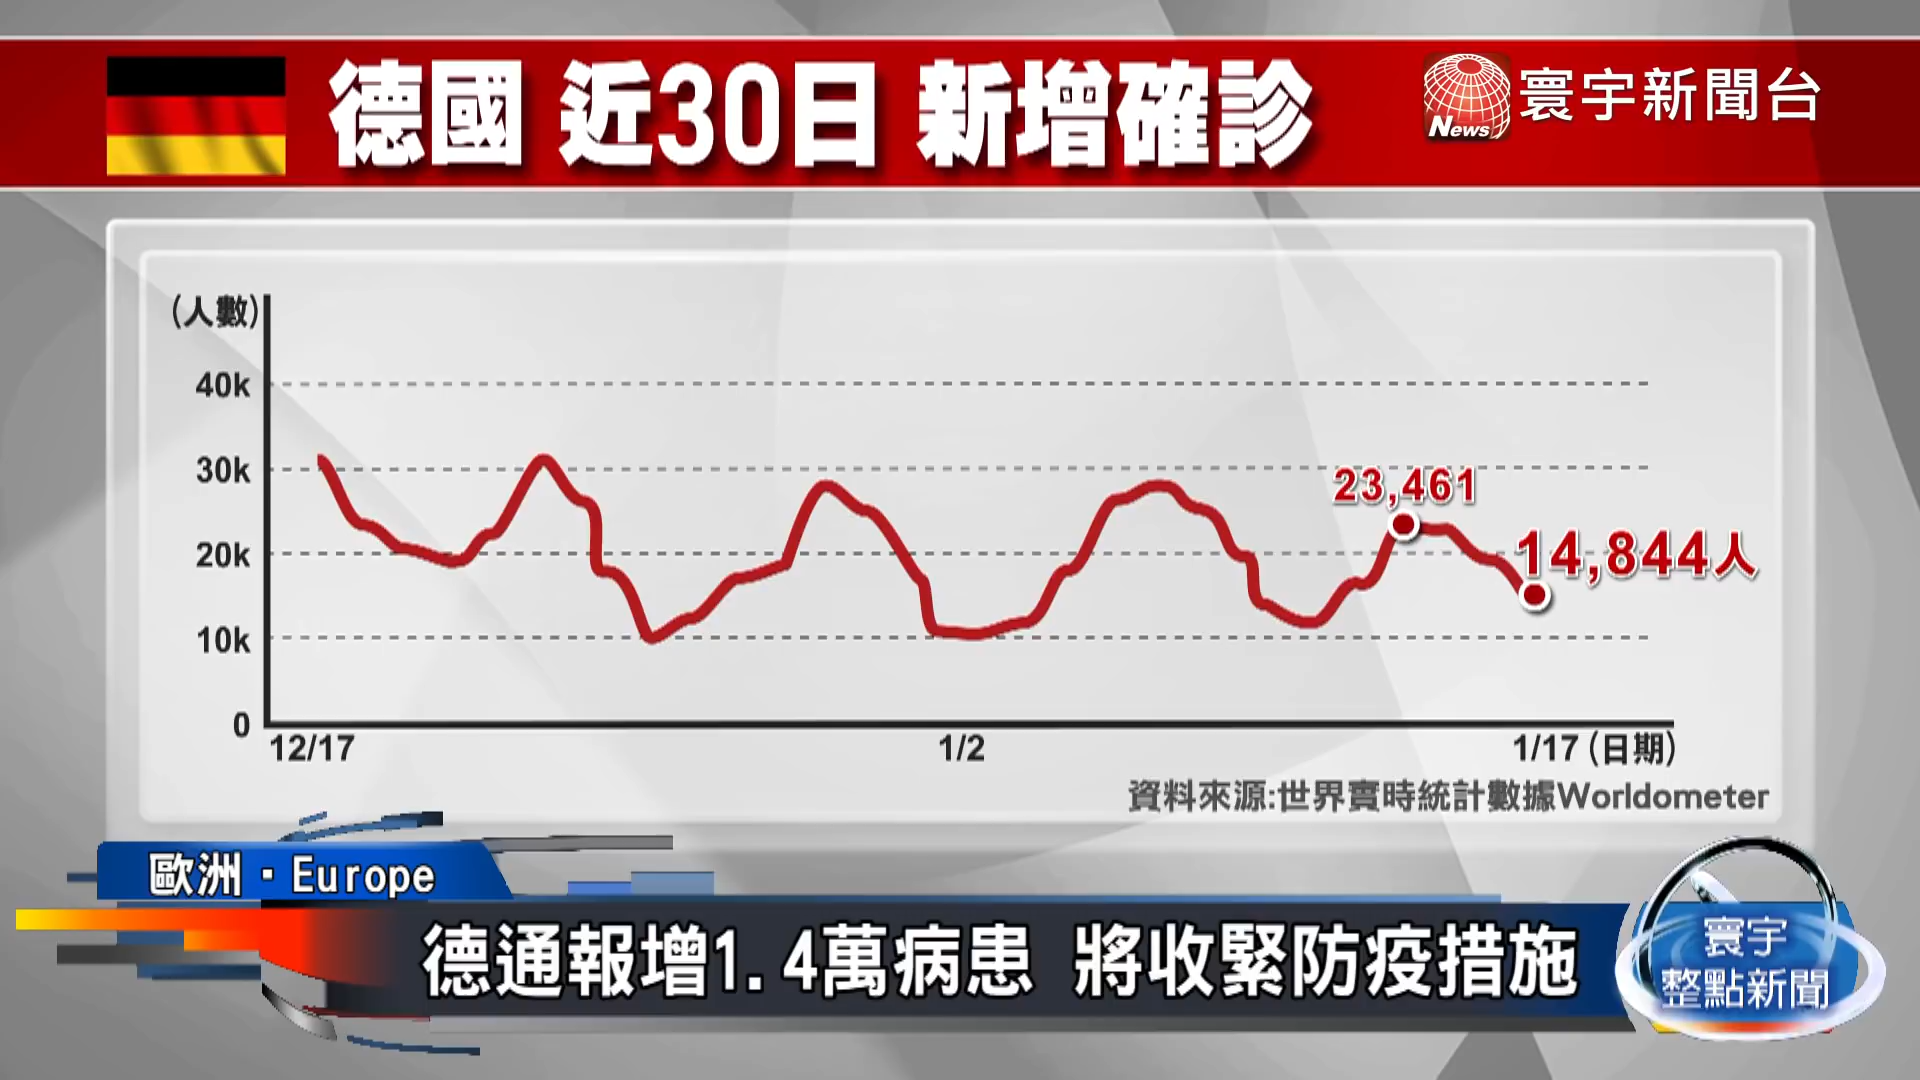 德國 近30日 新增確診
News 寰宇新聞台
(人數)
40k
30k
20k
10k
0
23,461
14,844人
12/17
1/2
1/17 (日期)
資料來源:世界實時統計數據Worldometer
歐洲·Europe
德通報增1.4萬病患 將收緊防疫措施
寰宇
整點新聞